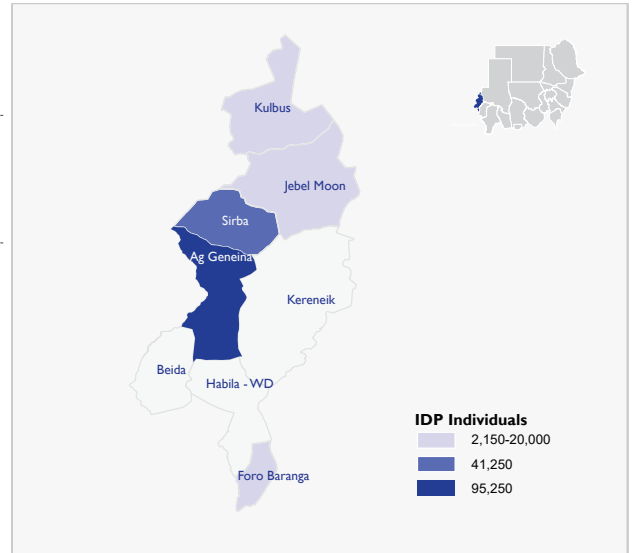 Kulbus
Jebel Moon
Sirba
Ag Geneina
Kereneik
Beida
Habila - WD
Foro Baranga
IDP Individuals
2,150-20,000
41,250
95,250